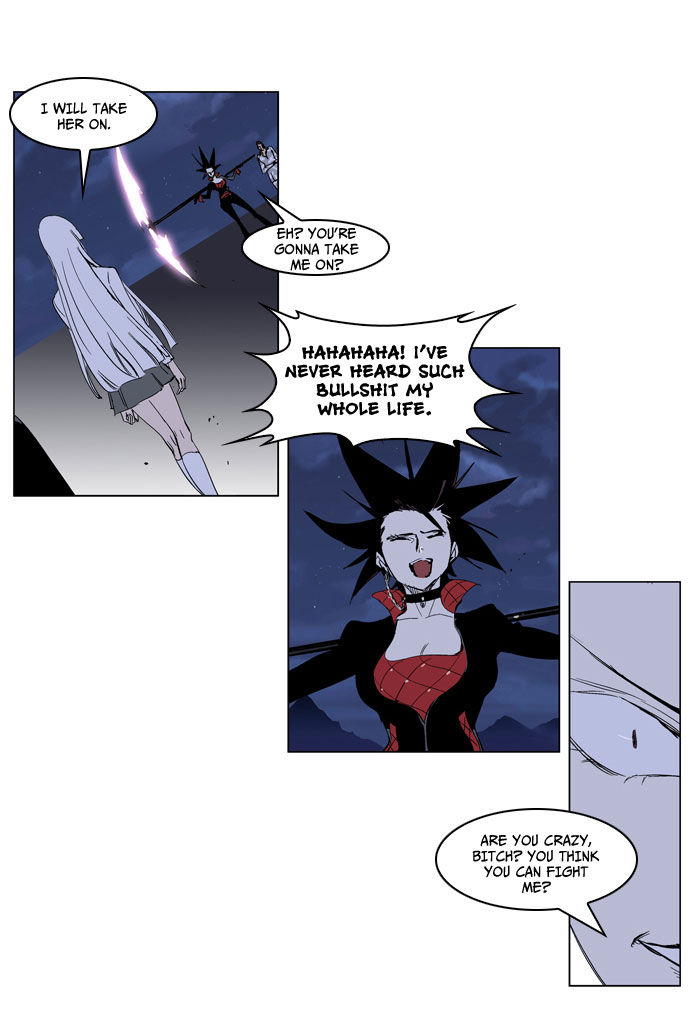 I WILL TAKE
HER ON.
EH? YOU'RE
GONNA TAKE
ME ON?
HAHAHAHA! I'VE
NEVER HEARD SUCH
BULLSHIT MY
WHOLE LIFE.
ARE YOU CRAZY,
BITCH? YOU THINK
YOU CAN FIGHT
ME?